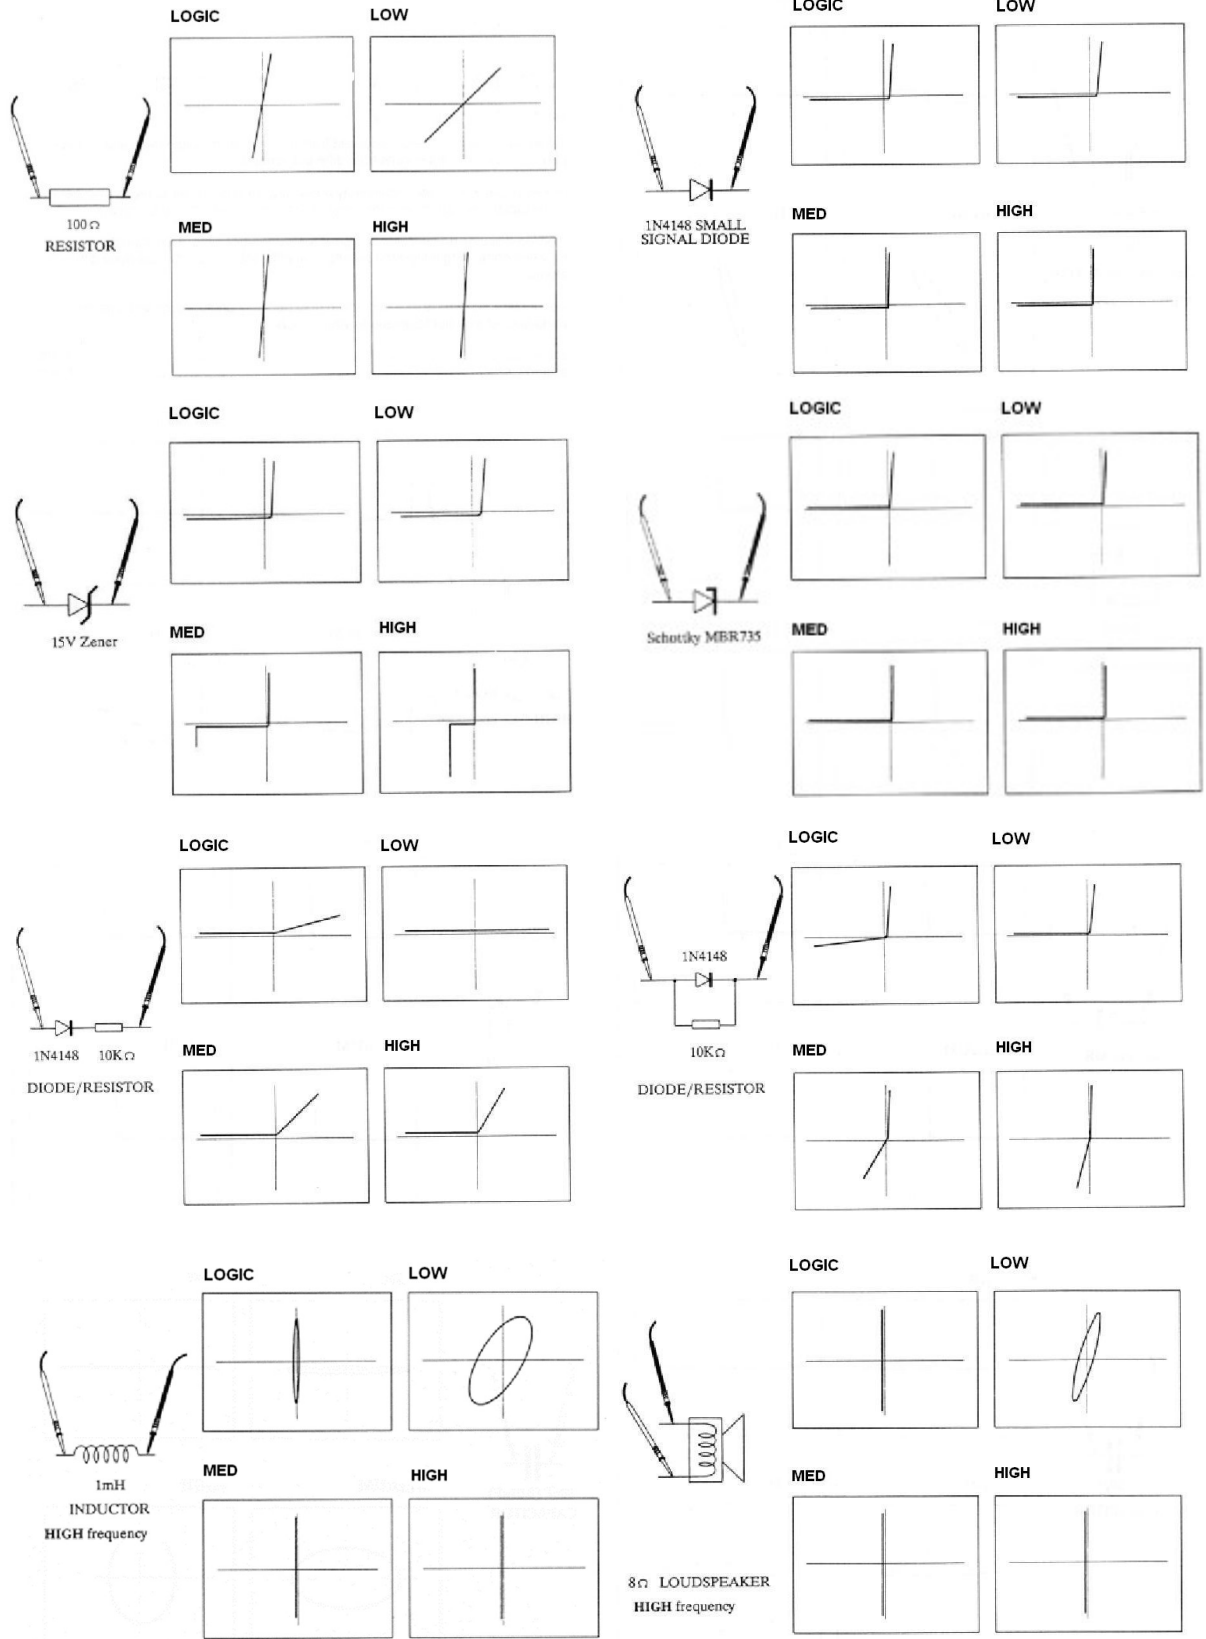 LOGIC
LOW
100Ω
RESISTOR
MED
HIGH
LOGIC
LOW
1N4148 SMALL
SIGNAL DIODE
MED
HIGH
LOGIC
LOW
15V Zener
MED
HIGH
LOGIC
LOW
Schottky MBR735
MED
HIGH
LOGIC
LOW
1N4148 10KΩ
DIODE/RESISTOR
MED
HIGH
LOGIC
LOW
1N4148
10KΩ
DIODE/RESISTOR
MED
HIGH
LOGIC
LOW
1mH
INDUCTOR
HIGH frequency
MED
HIGH
LOGIC
LOW
8Ω LOUDSPEAKER
HIGH frequency
MED
HIGH